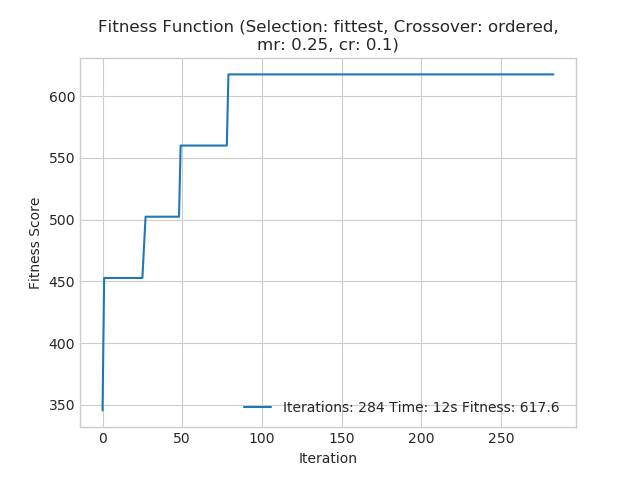 Fitness Function (Selection: fittest, Crossover: ordered,
mr: 0.25, cr: 0.1)
600
550
500
450
400
350
Fitness Score
Iterations: 284 Time: 12s Fitness: 617.6
0 50 100 150 200 250
Iteration